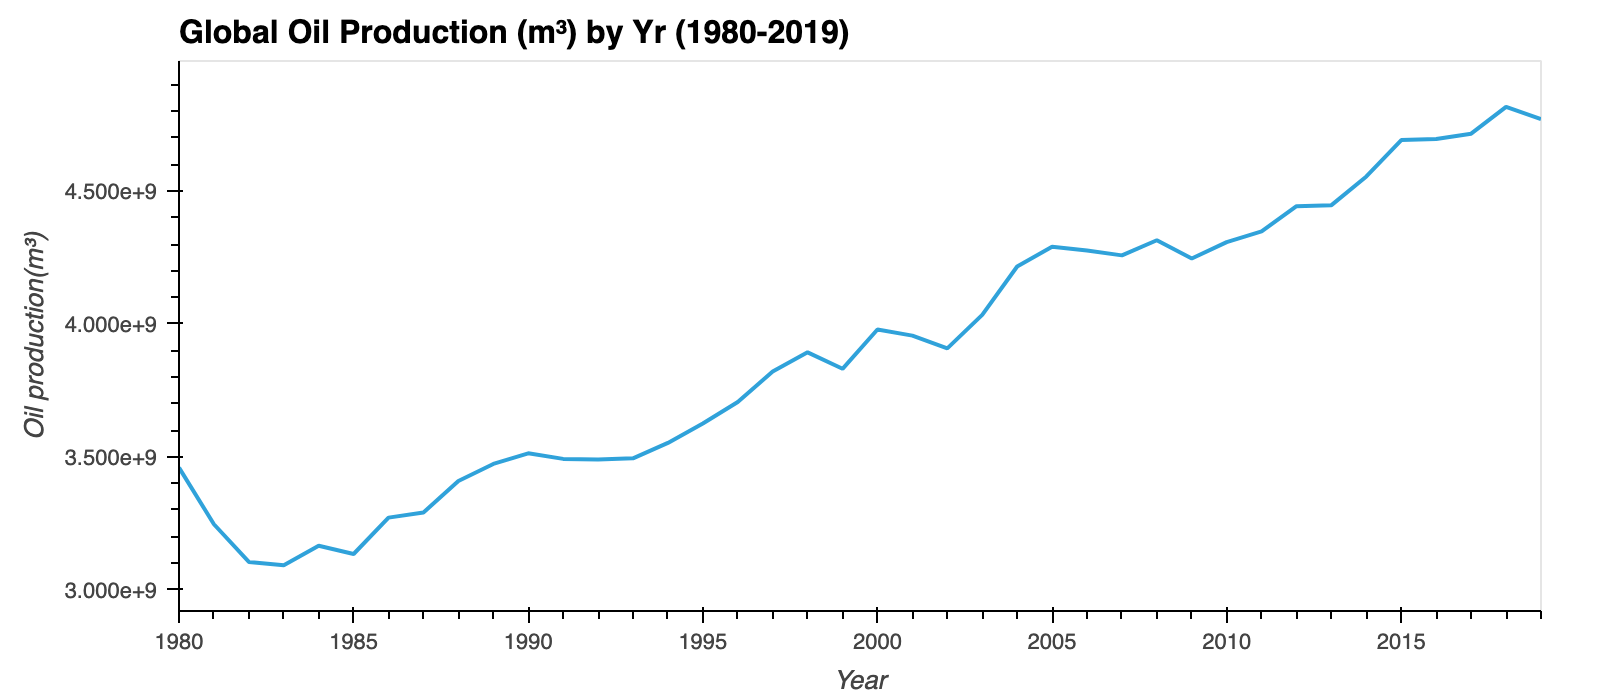 Global Oil Production (m³) by Yr (1980-2019)
4.500e+9
4.000e+9
3.500e+9
3.000e+9
Oil production(m³)
1980 1985 1990 1995 2000 2005 2010 2015
Year